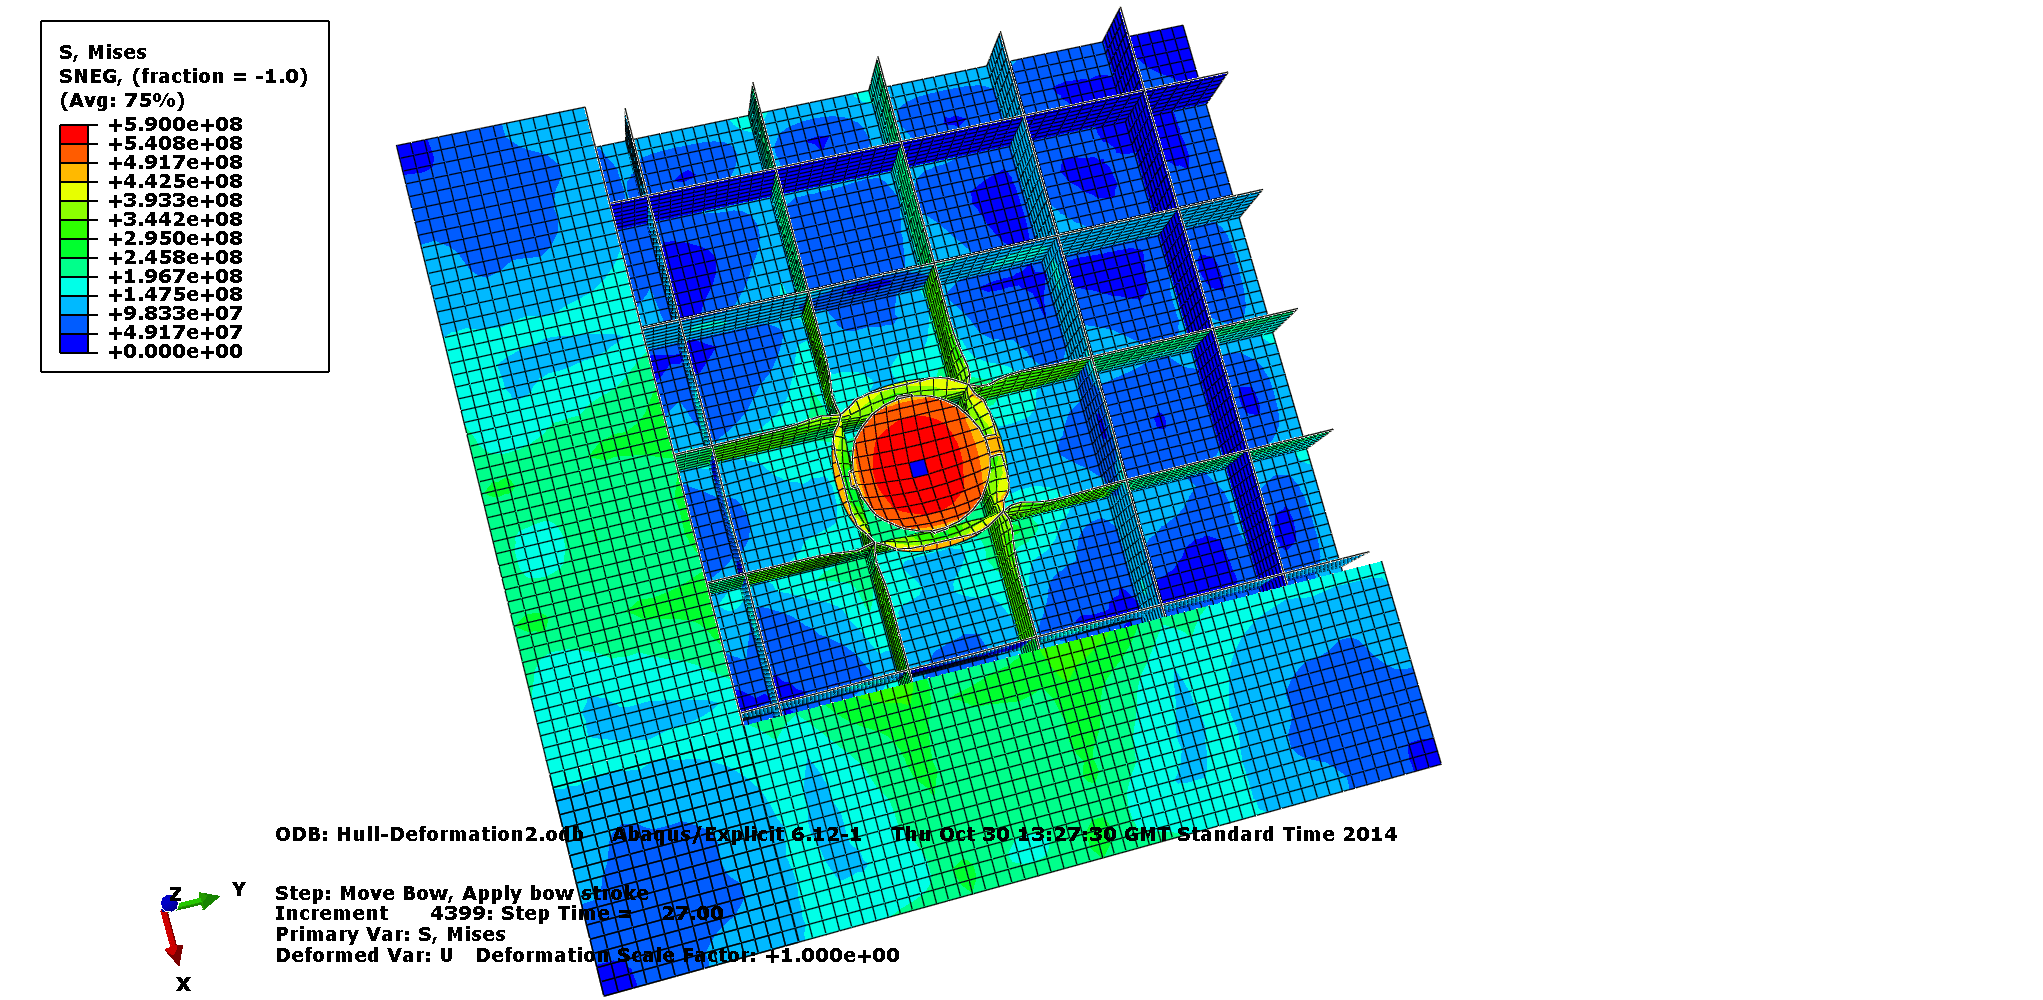 S, Mises
SNEG, (fraction = -1.0)
(Avg: 75%)
+5.900e+08
+5.408e+08
+4.917e+08
+4.425e+08
+3.933e+08
+3.442e+08
+2.950e+08
+2.458e+08
+1.967e+08
+1.475e+08
+9.833e+07
+4.917e+07
+0.000e+00
ODB: Hull-Deformation2.odb Abaqus/Explicit 6.12-1 Thu Oct 30 13:27:30 GMT Standard Time 2014
Z
Y
X
Step: Move Bow, Apply bow stroke
Increment 4399: Step Time = 27.00
Primary Var: S, Mises
Deformed Var: U Deformation Scale Factor: +1.000e+00